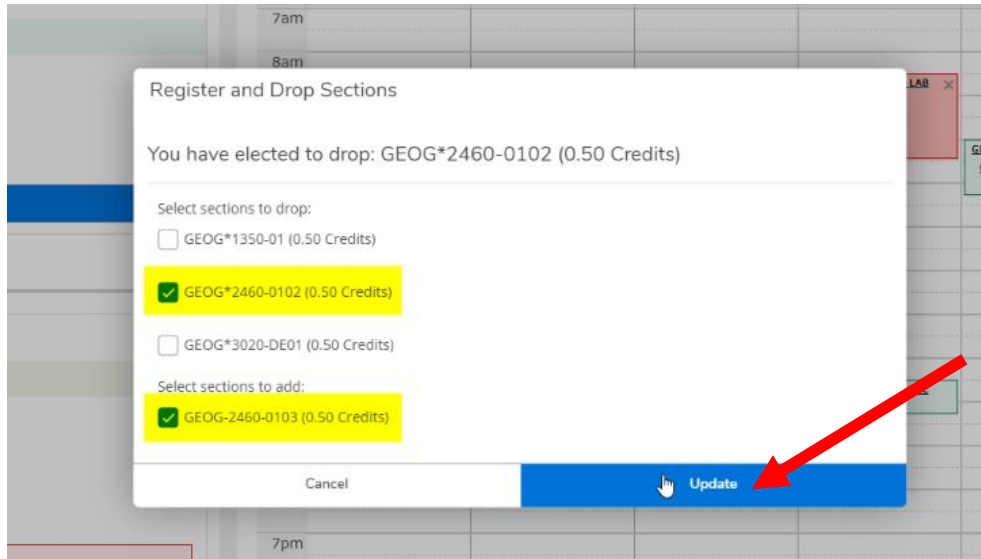 7am
8am
LAB
Register and Drop Sections
You have elected to drop: GEOG*2460-0102 (0.50 Credits)
Select sections to drop:
GEOG*1350-01 (0.50 Credits)
GEOG*2460-0102 (0.50 Credits)
GEOG*3020-DE01 (0.50 Credits)
Select sections to add:
GEOG-2460-0103 (0.50 Credits)
Cancel
Update
7pm